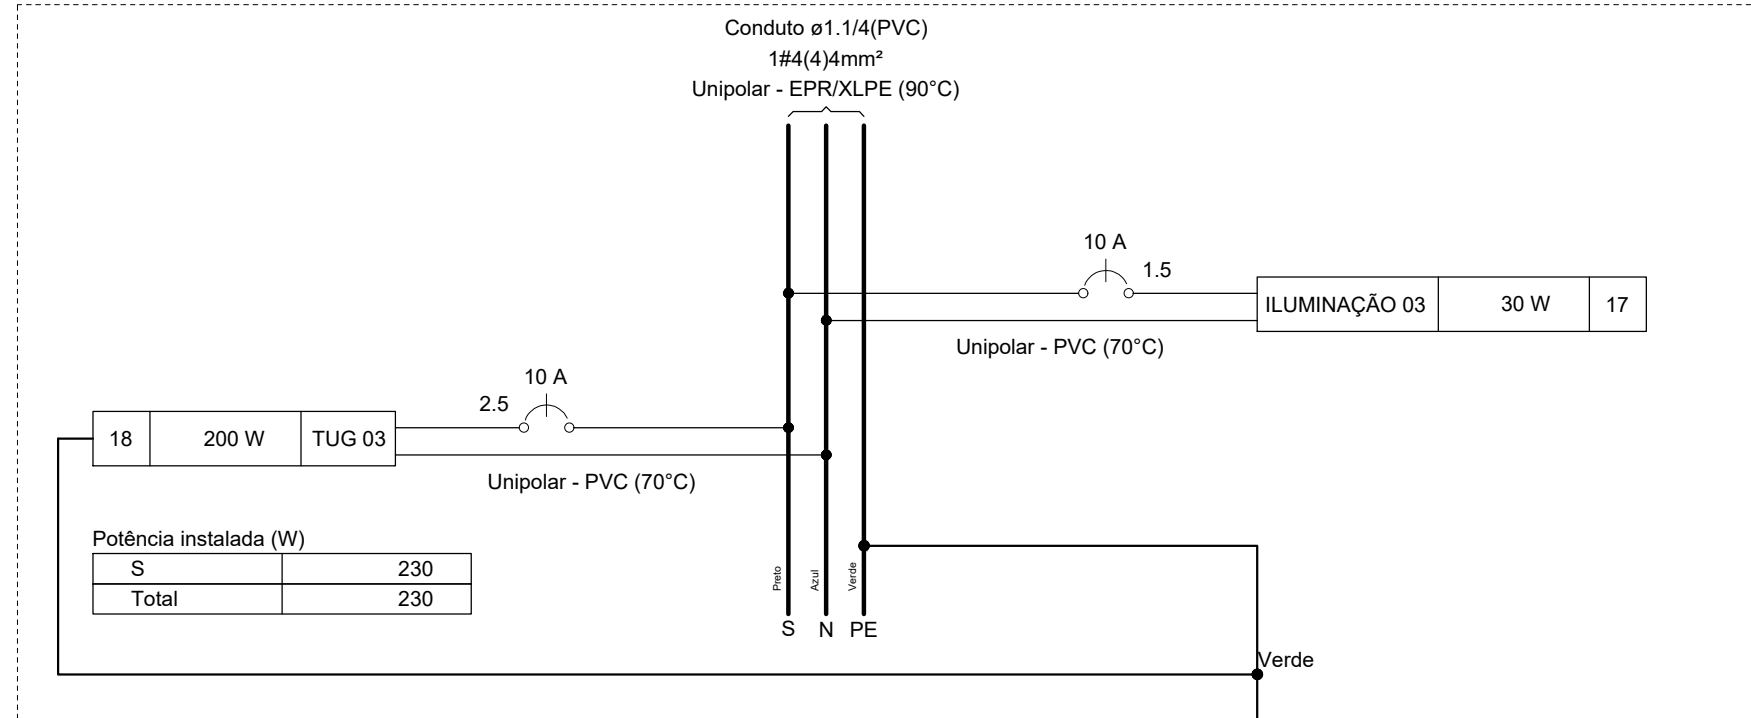 Conduto ø1.1/4(PVC)
1#4(4)4mm²
Unipolar - EPR/XLPE (90°C)
10 A
1.5
ILUMINAÇÃO 03 30 W 17
Unipolar - PVC (70°C)
10 A
2.5
18 200 W TUG 03
Unipolar - PVC (70°C)
Potência instalada (W)
S 230
Total 230
Preto Azul Verde
S N PE
Verde